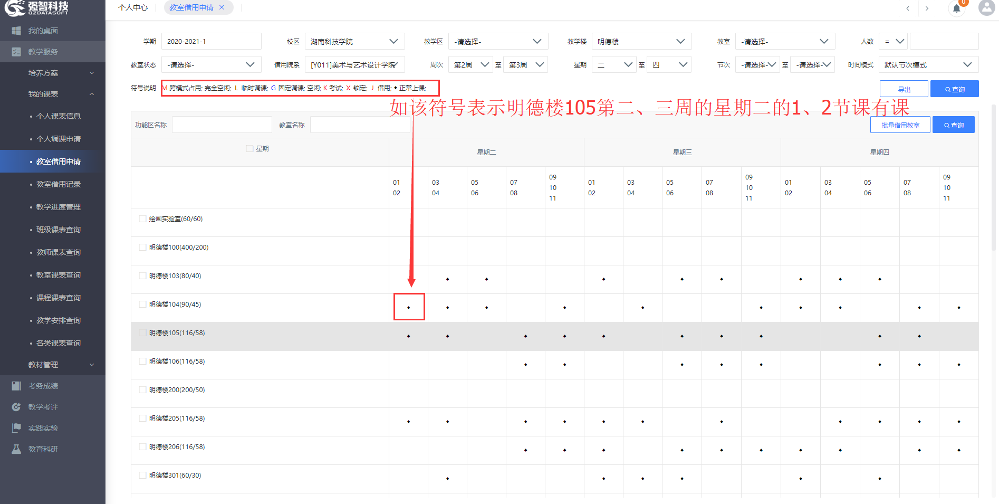 强智科技
QZDATASOFT
个人中心
教室借用申请 ×
0
我的桌面
教学服务
培养方案
我的课表
• 个人课表信息
• 个人调课申请
• 教室借用申请
• 教室借用记录
• 教学进度管理
• 班级课表查询
• 教师课表查询
• 教室课表查询
• 课程课表查询
• 教学安排查询
• 各类课表查询
教材管理
考务成绩
教学考评
实践实验
教育科研
学期 2020-2021-1 校区 湖南科技学院 教学区 -请选择- 教学楼 明德楼 教室 -请选择- 人数 =
教室状态 -请选择- 借用院系 [Y011]美术与艺术设计学院 周次 第2周 至 第3周 星期 二 至 四 节次 -请选择- 至 -请选择- 时间模式 默认节次模式
符号说明 M 跨模式占用; 完全空闲; L 临时调课; G 固定调课; 空闲; K 考试; X 锁定; J 借用; ◆ 正常上课; 导出 查询
如该符号表示明德楼105第二、三周的星期二的1、2节课有课
功能区名称 教室名称 批量借用教室 查询
星期 星期二 星期三 星期四
01 03 05 07 09 01 03 05 07 09 01 03 05 07 09
02 04 06 08 10 02 04 06 08 10 02 04 06 08 10
11 11 11
绘画实验室(60/60)
明德楼100(400/200)
明德楼103(80/40) ◆ ◆ ◆ ◆ ◆ ◆ ◆ ◆
明德楼104(90/45) ◆ ◆ ◆ ◆ ◆ ◆ ◆ ◆ ◆ ◆
明德楼105(116/58) ◆ ◆ ◆ ◆ ◆ ◆ ◆ ◆ ◆ ◆
明德楼106(116/58) ◆ ◆ ◆ ◆ ◆ ◆ ◆ ◆
明德楼200(200/50)
明德楼205(116/58) ◆ ◆ ◆ ◆ ◆ ◆ ◆ ◆ ◆ ◆ ◆
明德楼206(116/58) ◆ ◆ ◆ ◆ ◆ ◆ ◆ ◆ ◆ ◆
明德楼301(60/30) ◆ ◆ ◆ ◆ ◆ ◆